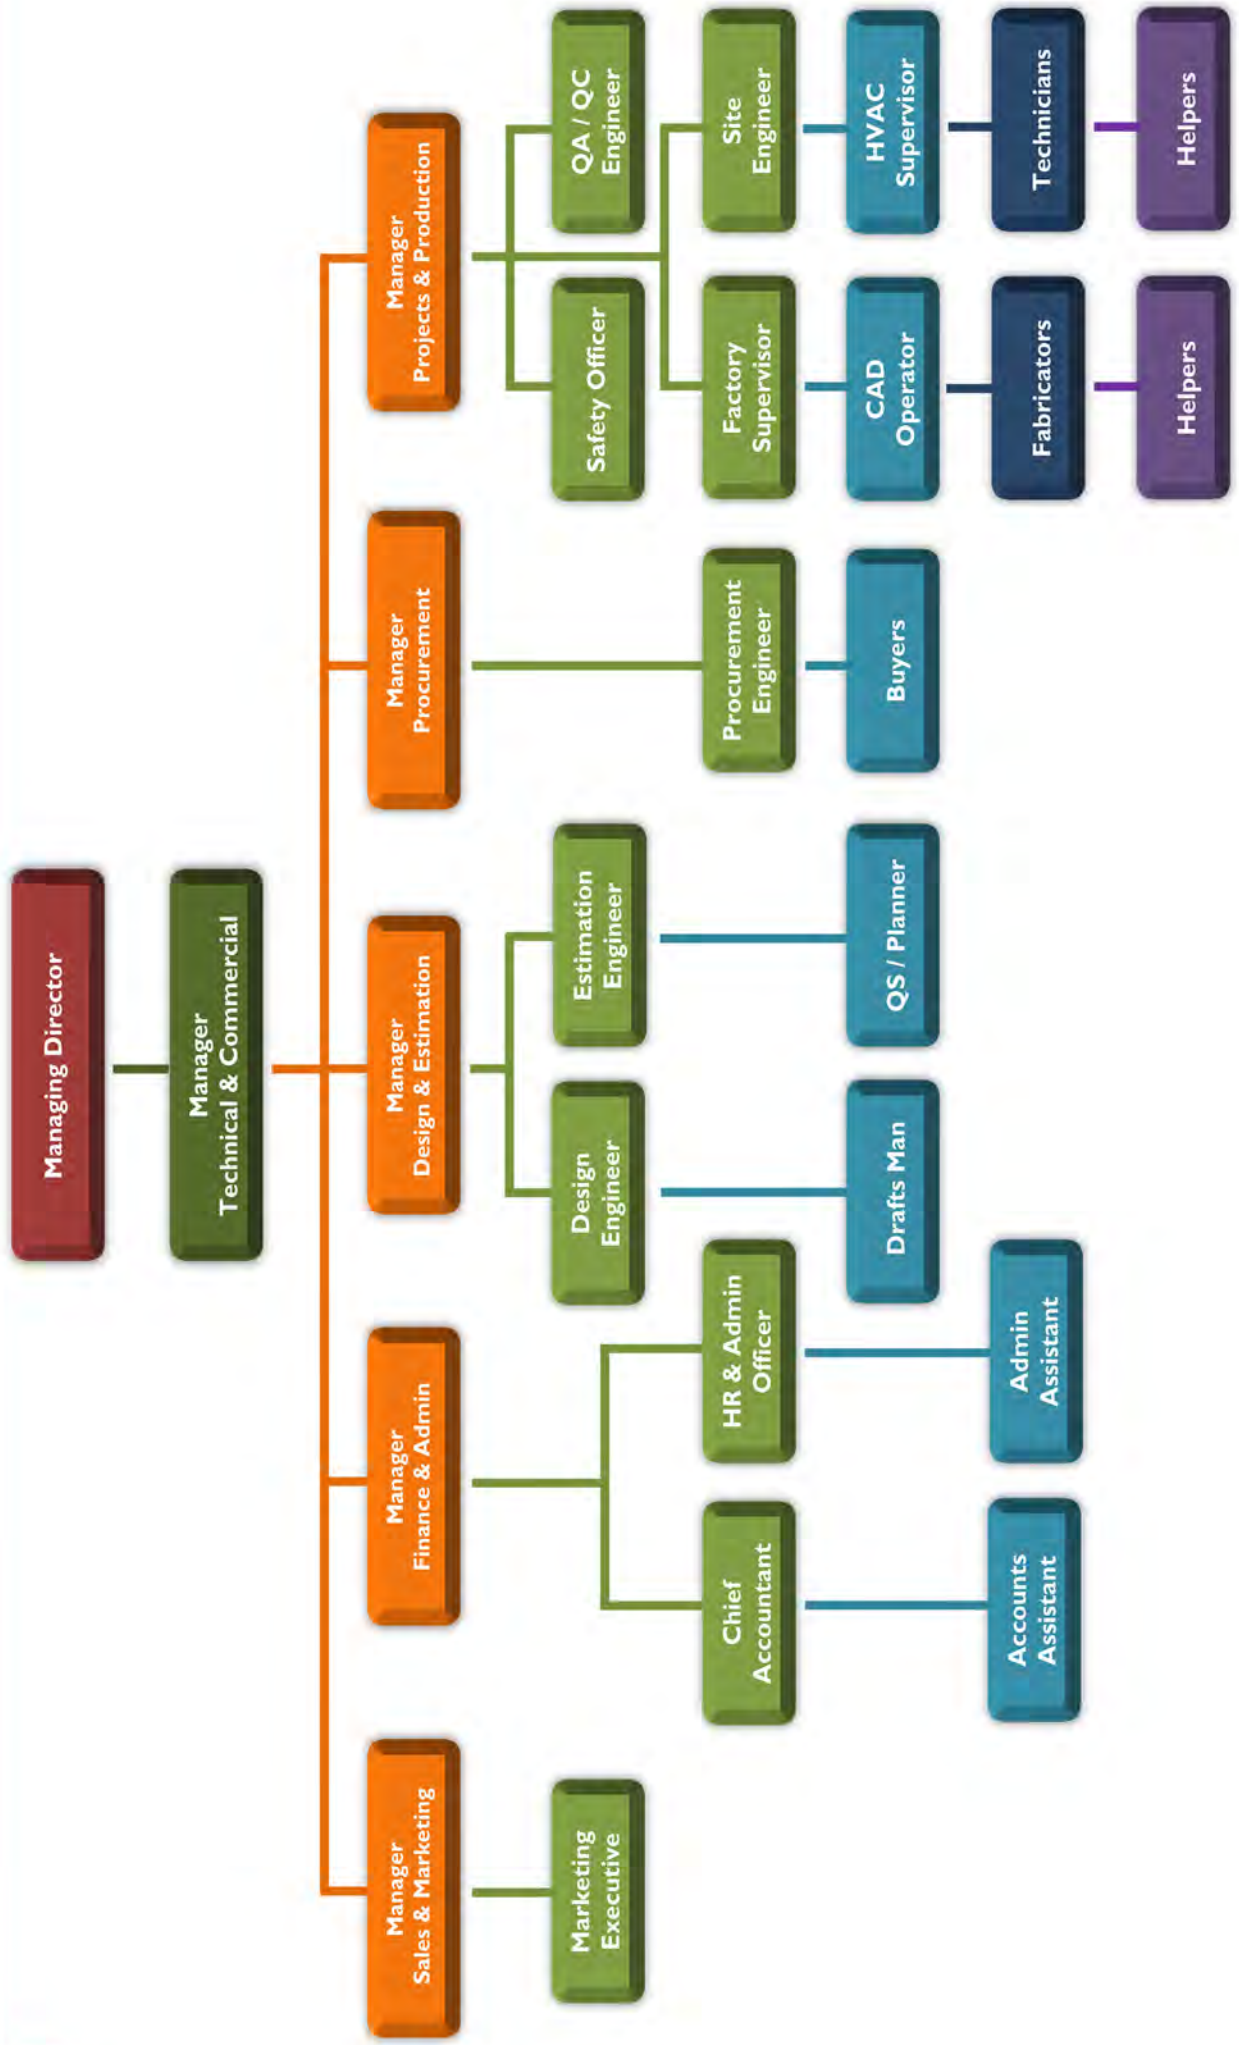 Managing Director
Manager
Technical & Commercial
Manager
Sales & Marketing
Manager
Finance & Admin
Manager
Design & Estimation
Manager
Procurement
Manager
Projects & Production
Marketing
Executive
Design
Engineer
Estimation
Engineer
Safety Officer
QA / QC
Engineer
Chief
Accountant
HR & Admin
Officer
Procurement
Engineer
Factory
Supervisor
Site
Engineer
Drafts Man
QS / Planner
Buyers
CAD
Operator
HVAC
Supervisor
Accounts
Assistant
Admin
Assistant
Fabricators
Technicians
Helpers
Helpers